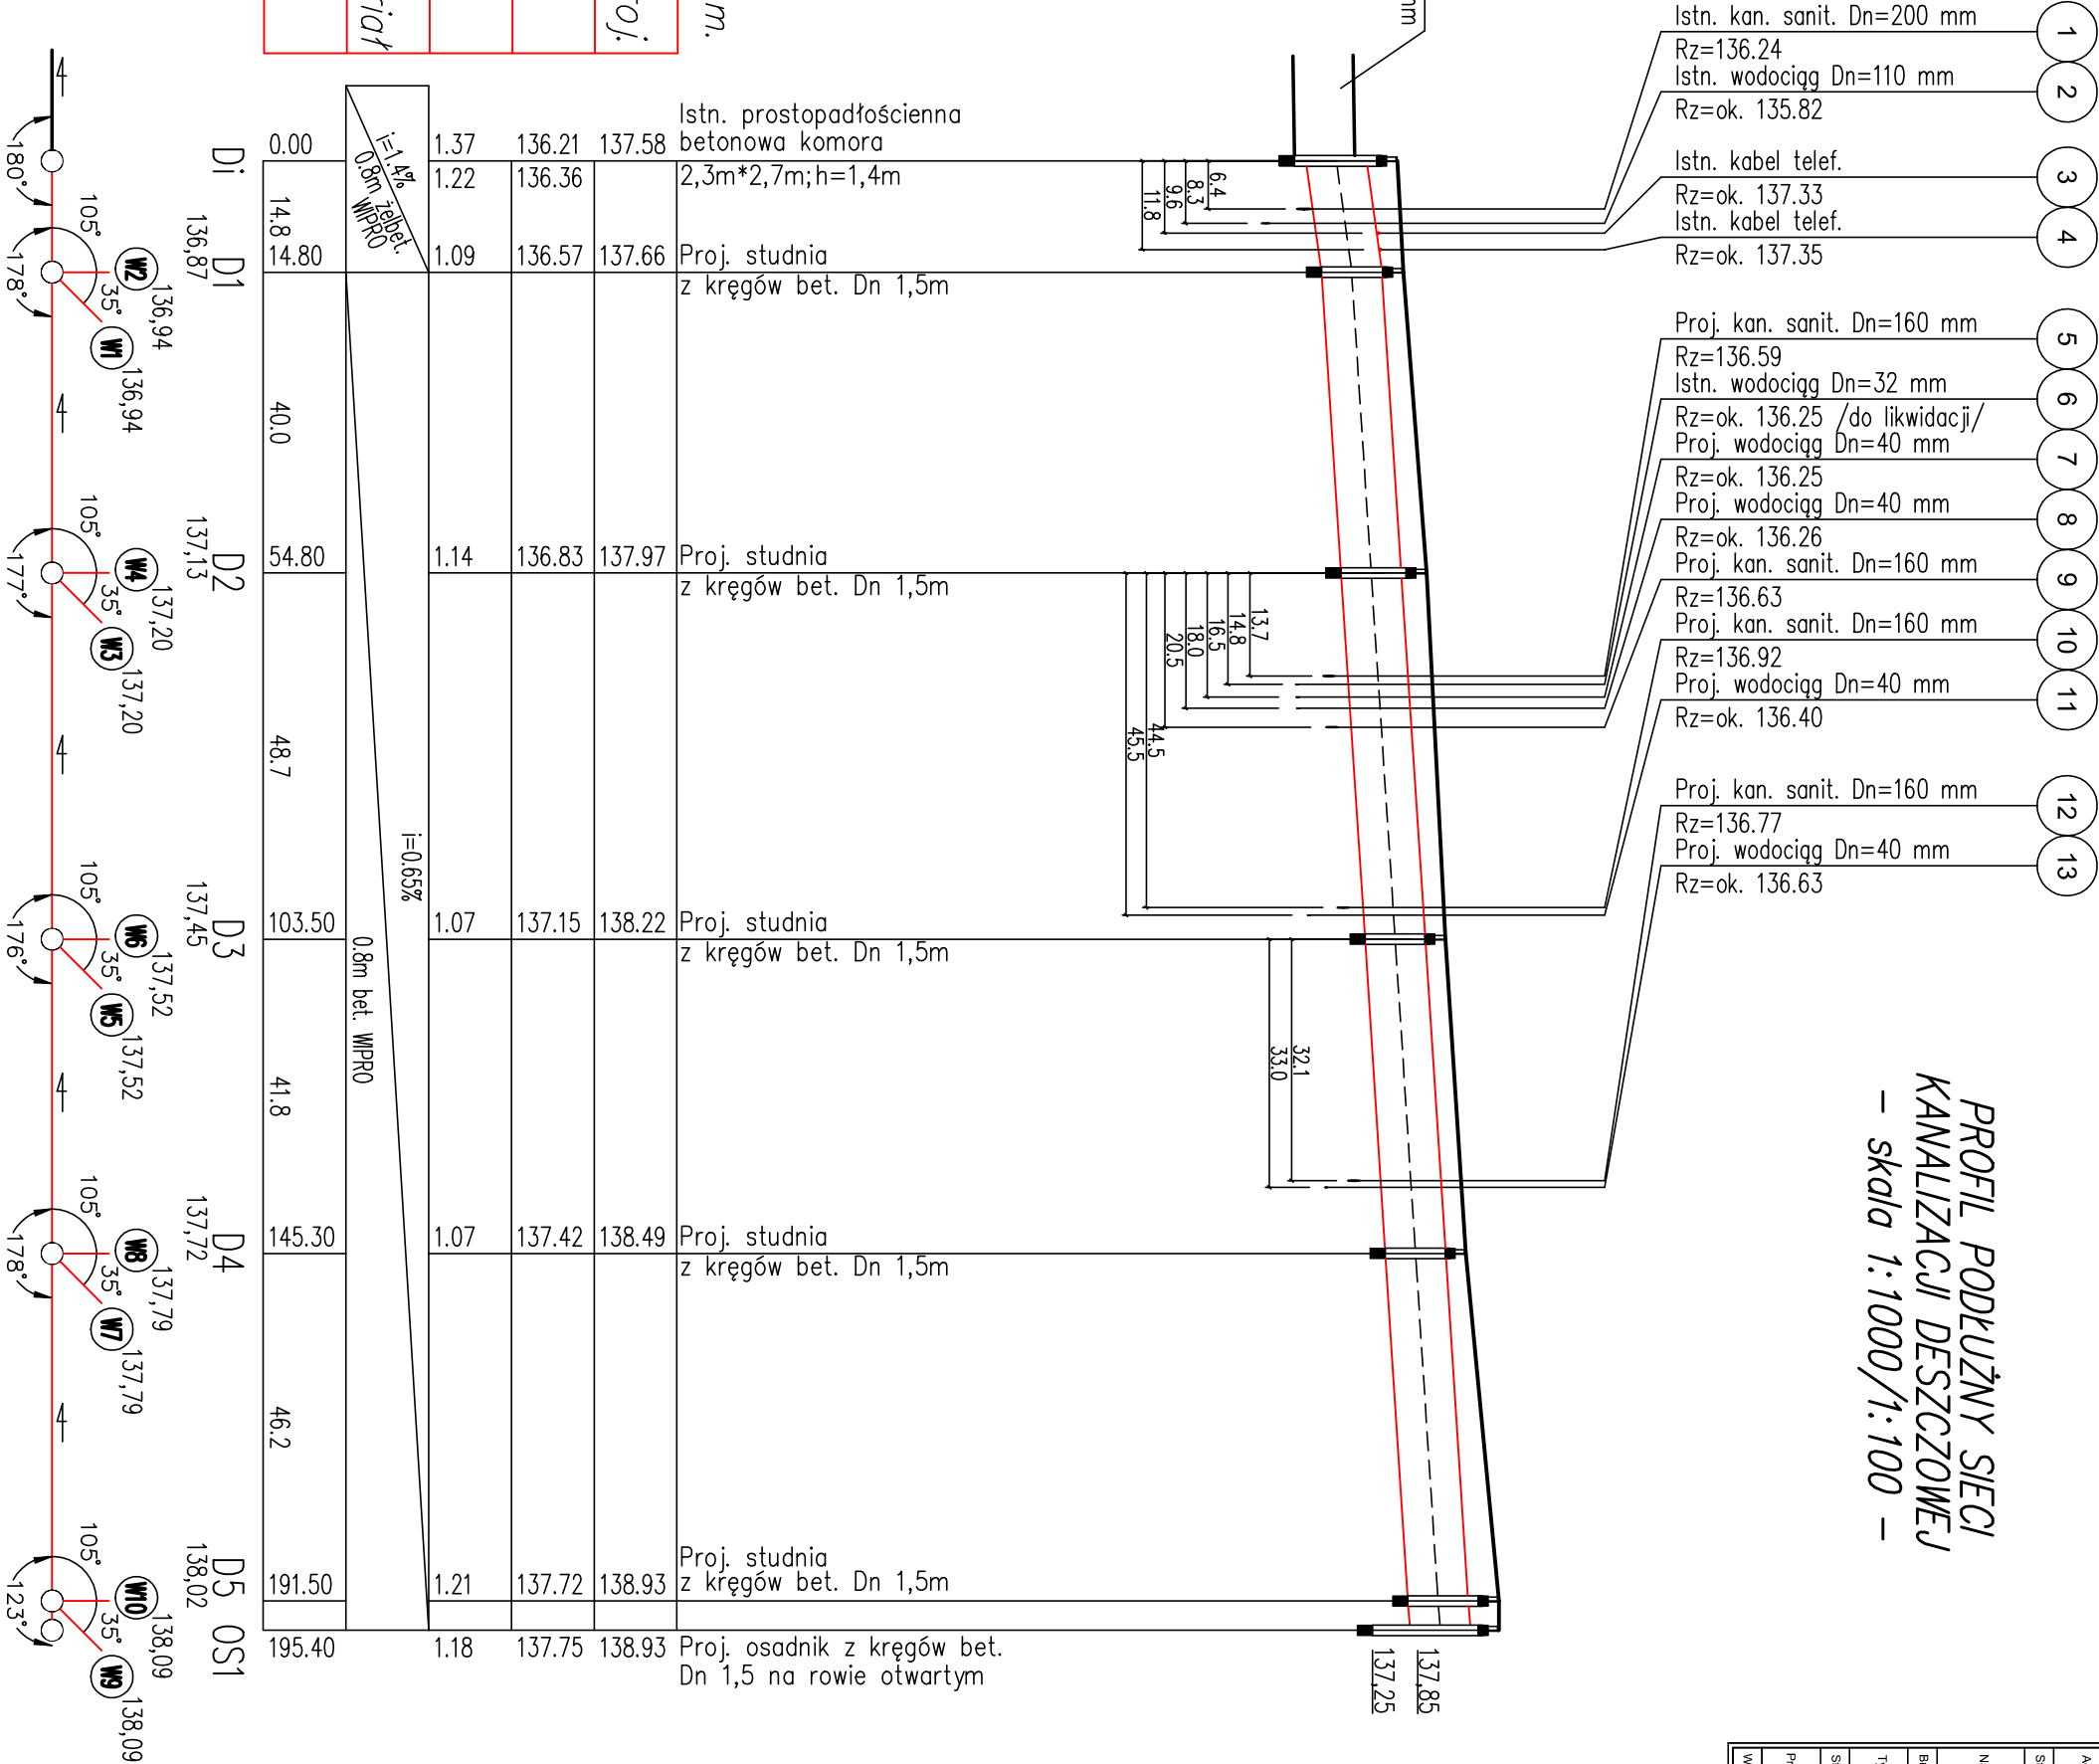 PROFIL PODŁUŻNY SIECI
KANALIZACJI DESZCZOWEJ
- skala 1:1000/1:100 -
1
Istn. kan. sanit. Dn=200 mm
Rz=136.24
2
Istn. wodociąg Dn=110 mm
Rz=ok. 135.82
3
Istn. kabel telef.
Rz=ok. 137.33
4
Istn. kabel telef.
Rz=ok. 137.35
5
Proj. kan. sanit. Dn=160 mm
Rz=136.59
6
Istn. wodociąg Dn=32 mm
Rz=ok. 136.25 /do likwidacji/
7
Proj. wodociąg Dn=40 mm
Rz=ok. 136.25
8
Proj. wodociąg Dn=40 mm
Rz=ok. 136.26
9
Proj. kan. sanit. Dn=160 mm
Rz=136.63
10
Proj. kan. sanit. Dn=160 mm
Rz=136.92
11
Proj. wodociąg Dn=40 mm
Rz=ok. 136.40
12
Proj. kan. sanit. Dn=160 mm
Rz=136.77
13
Proj. wodociąg Dn=40 mm
Rz=ok. 136.63
mm
m.
6.4
8.3
9.6
11.8
13.7
14.8
16.5
18.0
20.5
44.5
45.5
32.1
33.0
137,85
137,25
Istn. prostopadłościenna
betonowa komora
2,3m*2,7m;h=1,4m
Proj. studnia
z kręgów bet. Dn 1,5m
Proj. studnia
z kręgów bet. Dn 1,5m
Proj. studnia
z kręgów bet. Dn 1,5m
Proj. studnia
z kręgów bet. Dn 1,5m
Proj. studnia
z kręgów bet. Dn 1,5m
Proj. osadnik z kręgów bet.
Dn 1,5 na rowie otwartym
137.58 137.66 137.97 138.22 138.49 138.93 138.93
136.21 136.36 136.57 136.83 137.15 137.42 137.72 137.75
1.37 1.22 1.09 1.14 1.07 1.07 1.21 1.18
i=1.4%
0.8m żelbet.
WIPRO
i=0.65%
0.8m bet. WIPRO
0.00 14.80 54.80 103.50 145.30 191.50 195.40
14.8 40.0 48.7 41.8 46.2
Di D1 D2 D3 D4 D5 OS1
136,87 137,13 137,45 137,72 138,02
W2 136,94
W1 136,94
W4 137,20
W3 137,20
W6 137,52
W5 137,52
W8 137,79
W7 137,79
W10 138,09
W9 138,09
105° 35° 105° 35° 105° 35° 105° 35° 105° 35°
180° 178° 177° 176° 178° 123°